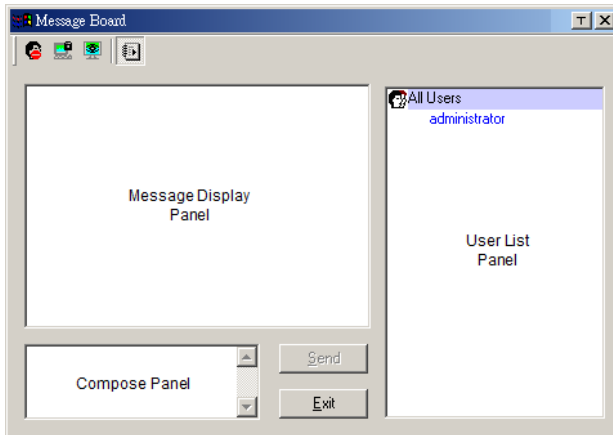 Message Board
All Users
administrator
Message Display
Panel
User List
Panel
Compose Panel
Send
Exit